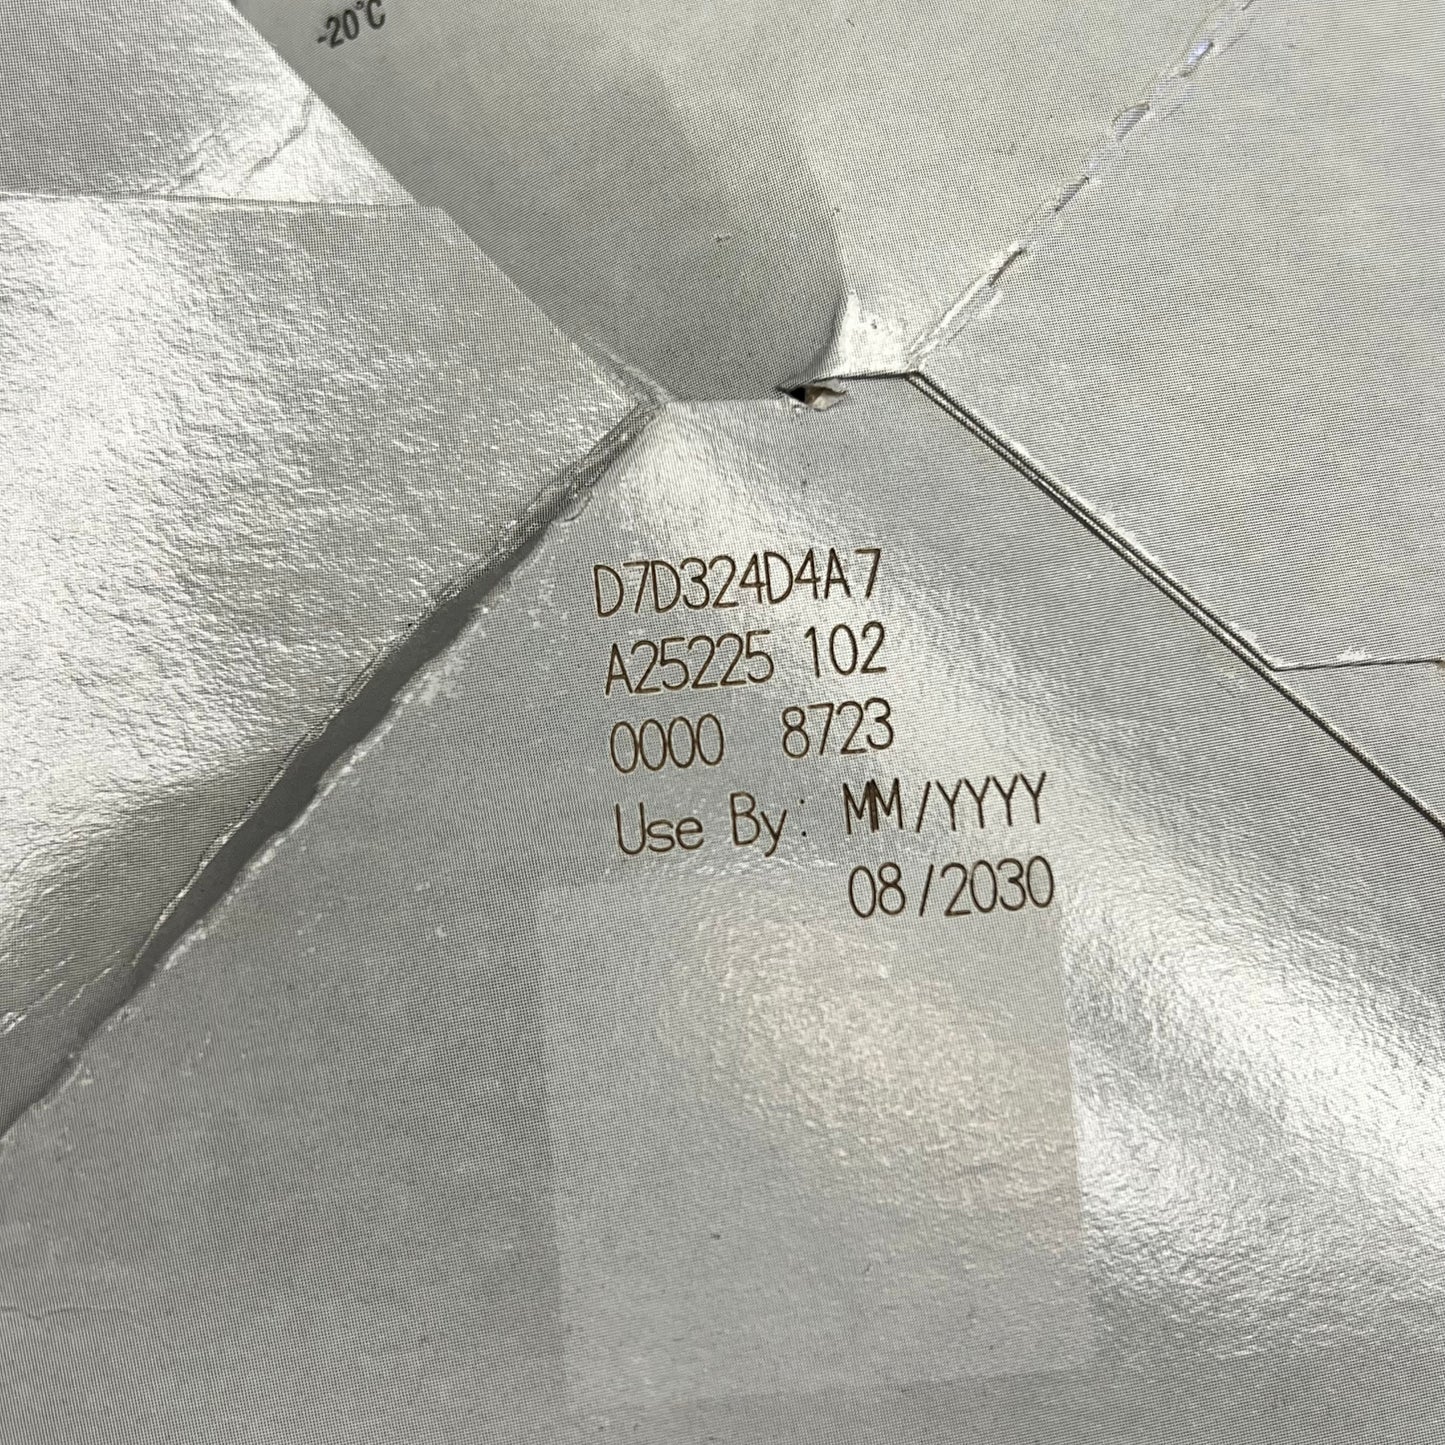 -20°C
D7D324D4A7
A25225 102
0000 8723
Use By: MM/YYYY
08/2030